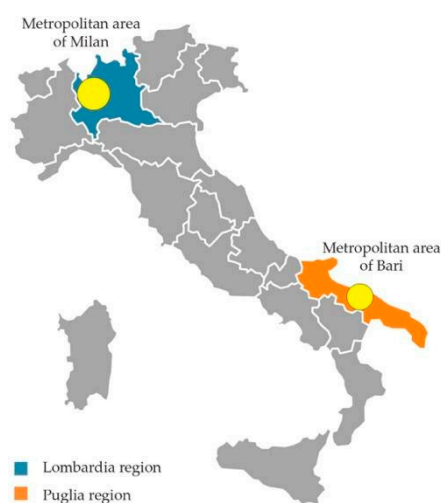 Metropolitan area
of Milan
Metropolitan area
of Bari
Lombardia region
Puglia region